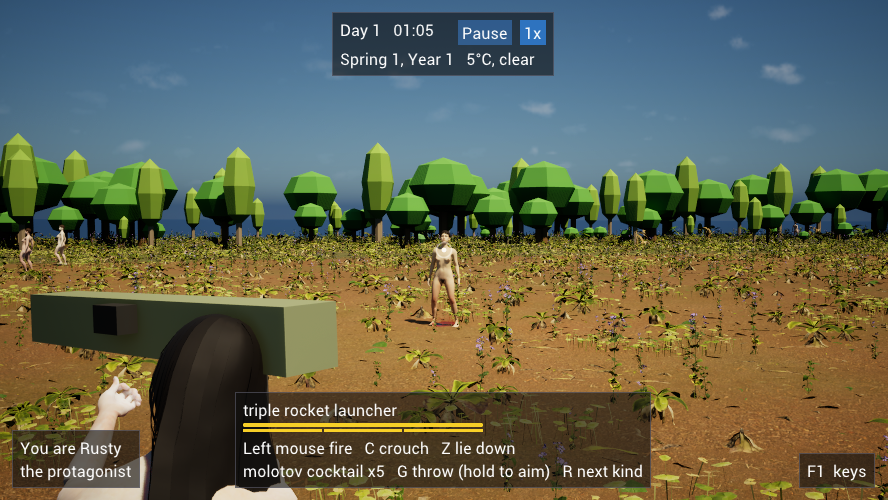 Day 1 01:05 Pause 1x
Spring 1, Year 1 5°C, clear
triple rocket launcher
Left mouse fire C crouch Z lie down
molotov cocktail x5 G throw (hold to aim) R next kind
You are Rusty
the protagonist
F1 keys